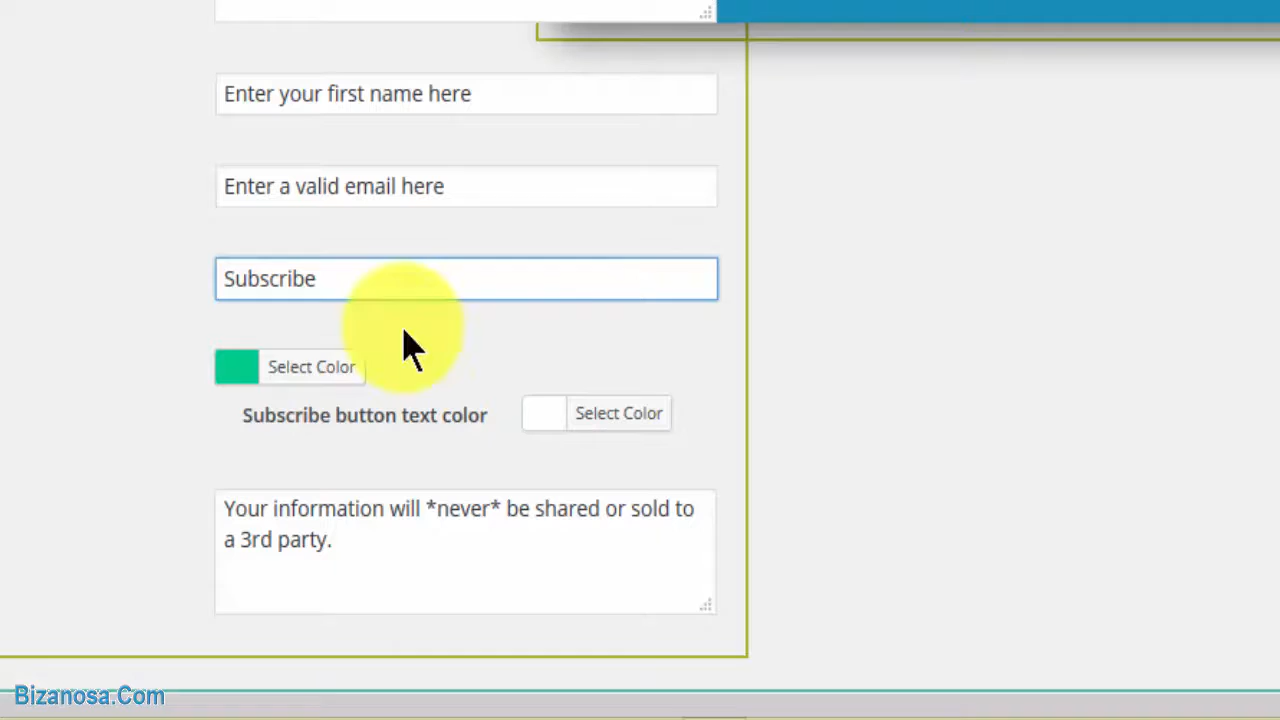 Enter your first name here
Enter a valid email here
Subscribe
Select Color
Subscribe button text color
Select Color
Your information will *never* be shared or sold to
a 3rd party.
Bizanosa.Com